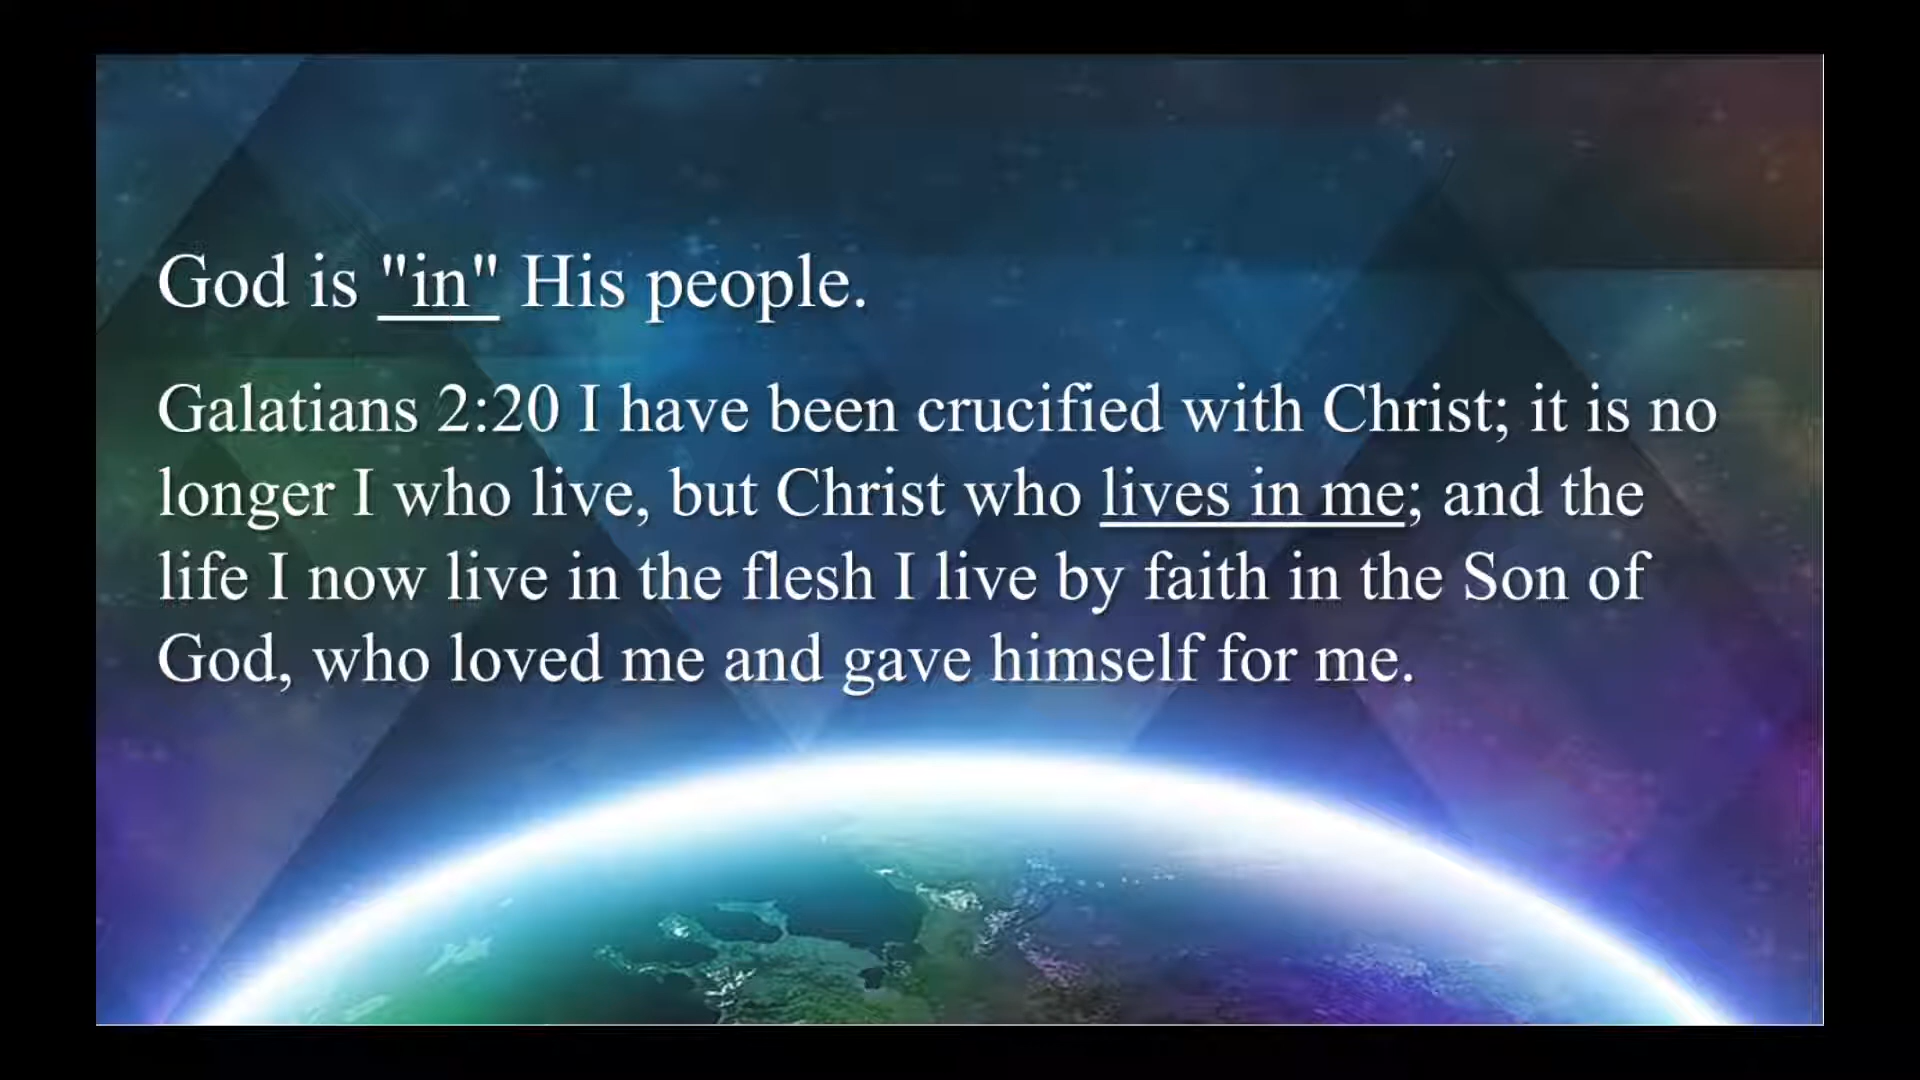 God is "in" His people.
Galatians 2:20 I have been crucified with Christ; it is no
longer I who live, but Christ who lives in me; and the
life I now live in the flesh I live by faith in the Son of
God, who loved me and gave himself for me.